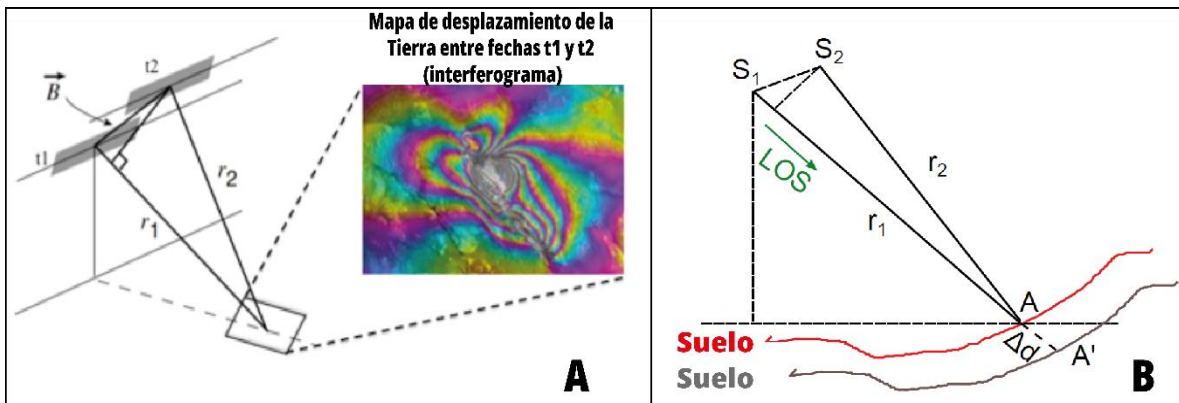 Mapa de desplazamiento de la
Tierra entre fechas t1 y t2
(interferograma)
t2
B
t1
r2
r1
A
S1
S2
LOS
r2
r1
A
Δd
A'
Suelo
Suelo
B